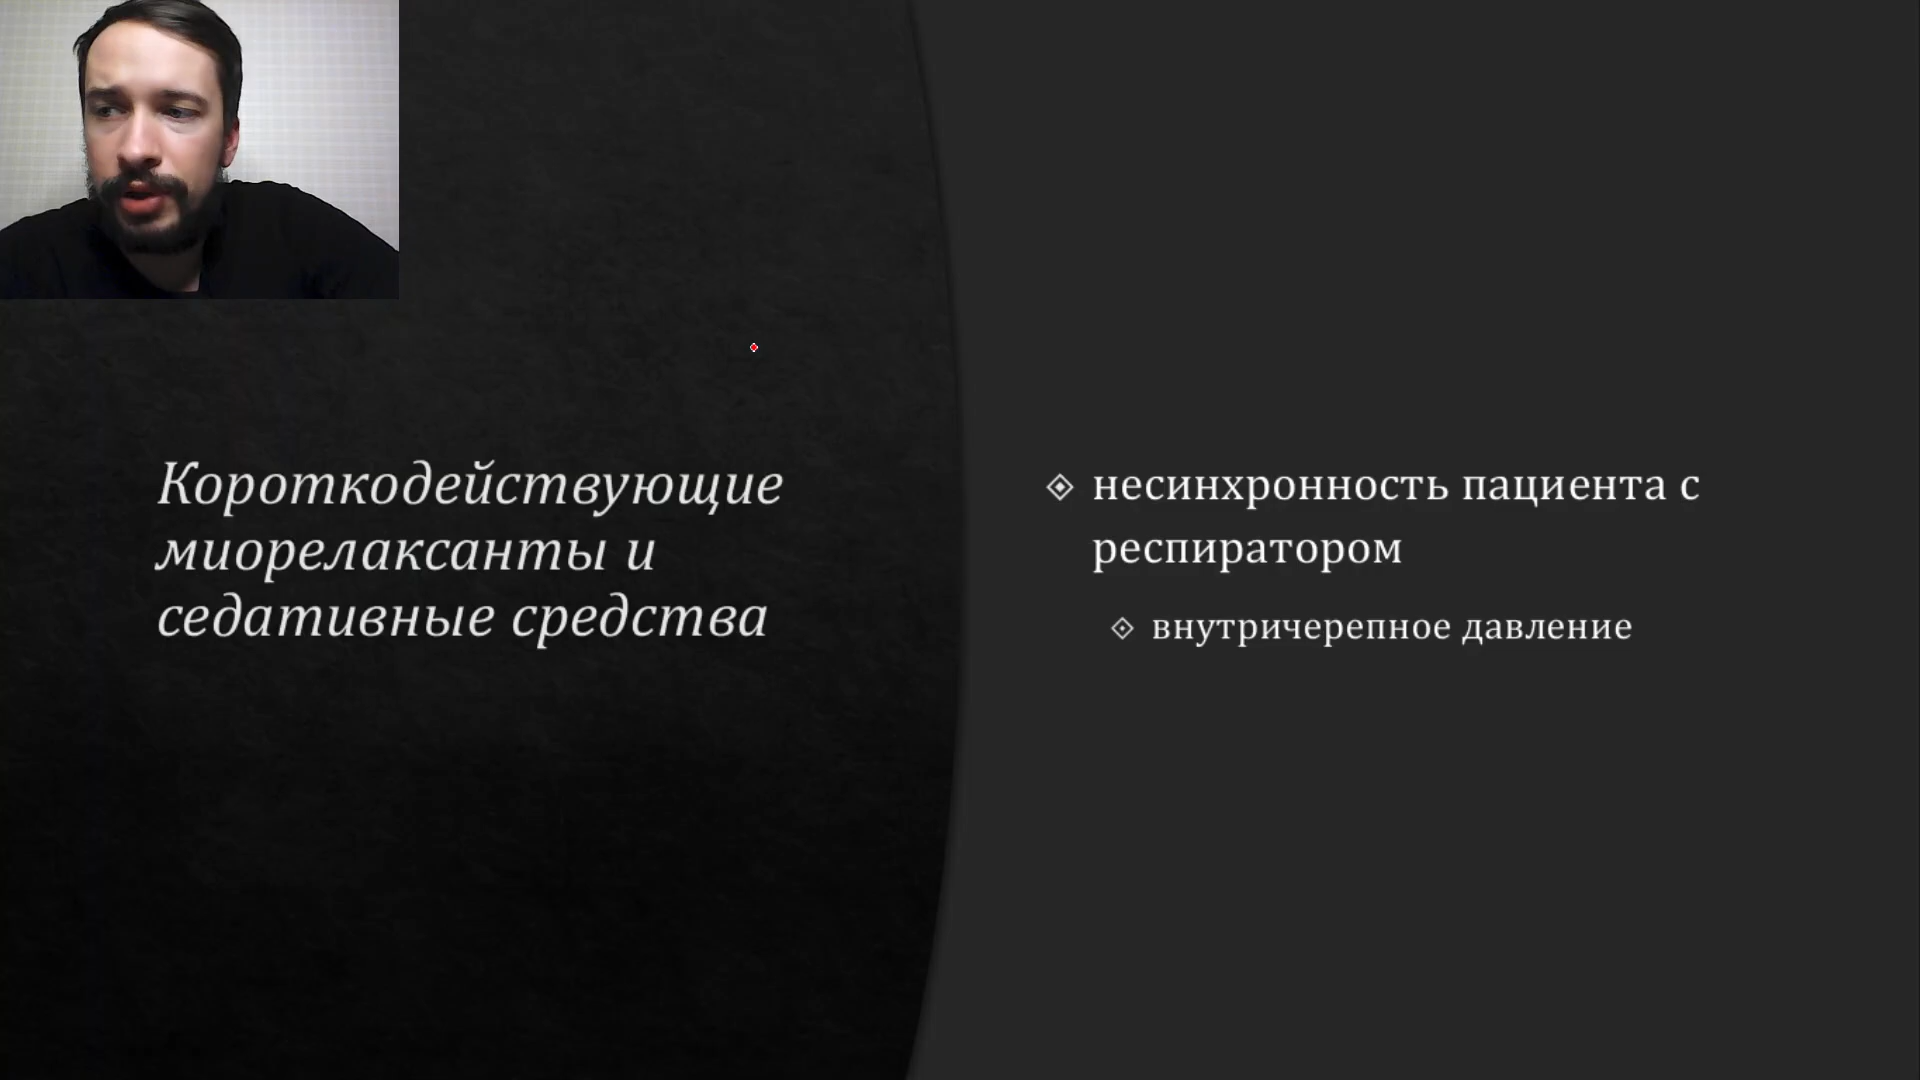 Короткодействующие
миорелаксанты и
седативные средства
несинхронность пациента с
респиратором
внутричерепное давление